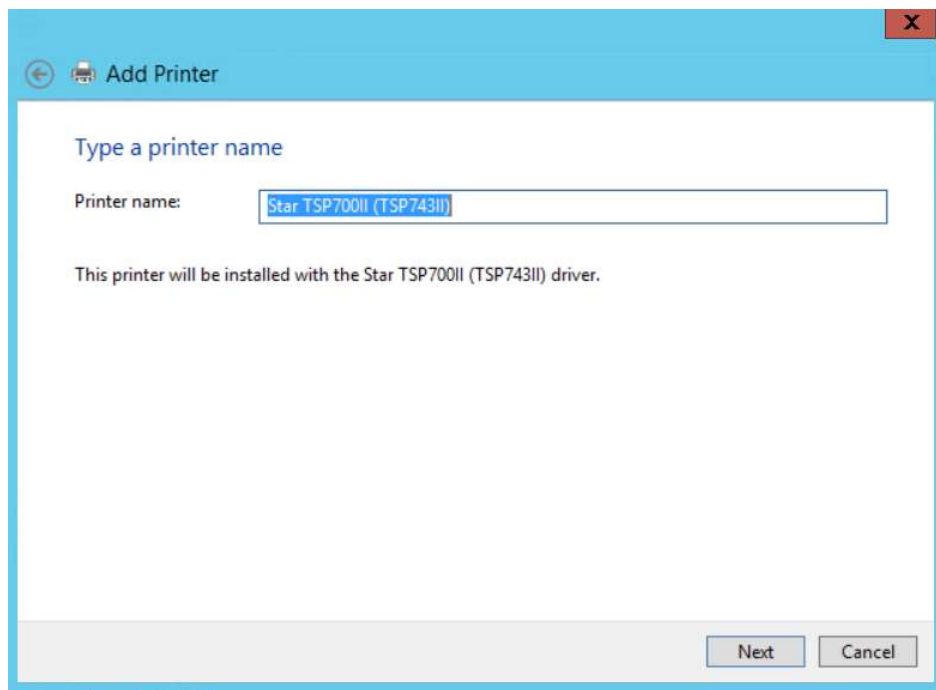 X
Add Printer
Type a printer name
Printer name: Star TSP700II (TSP743II)
This printer will be installed with the Star TSP700II (TSP743II) driver.
Next Cancel